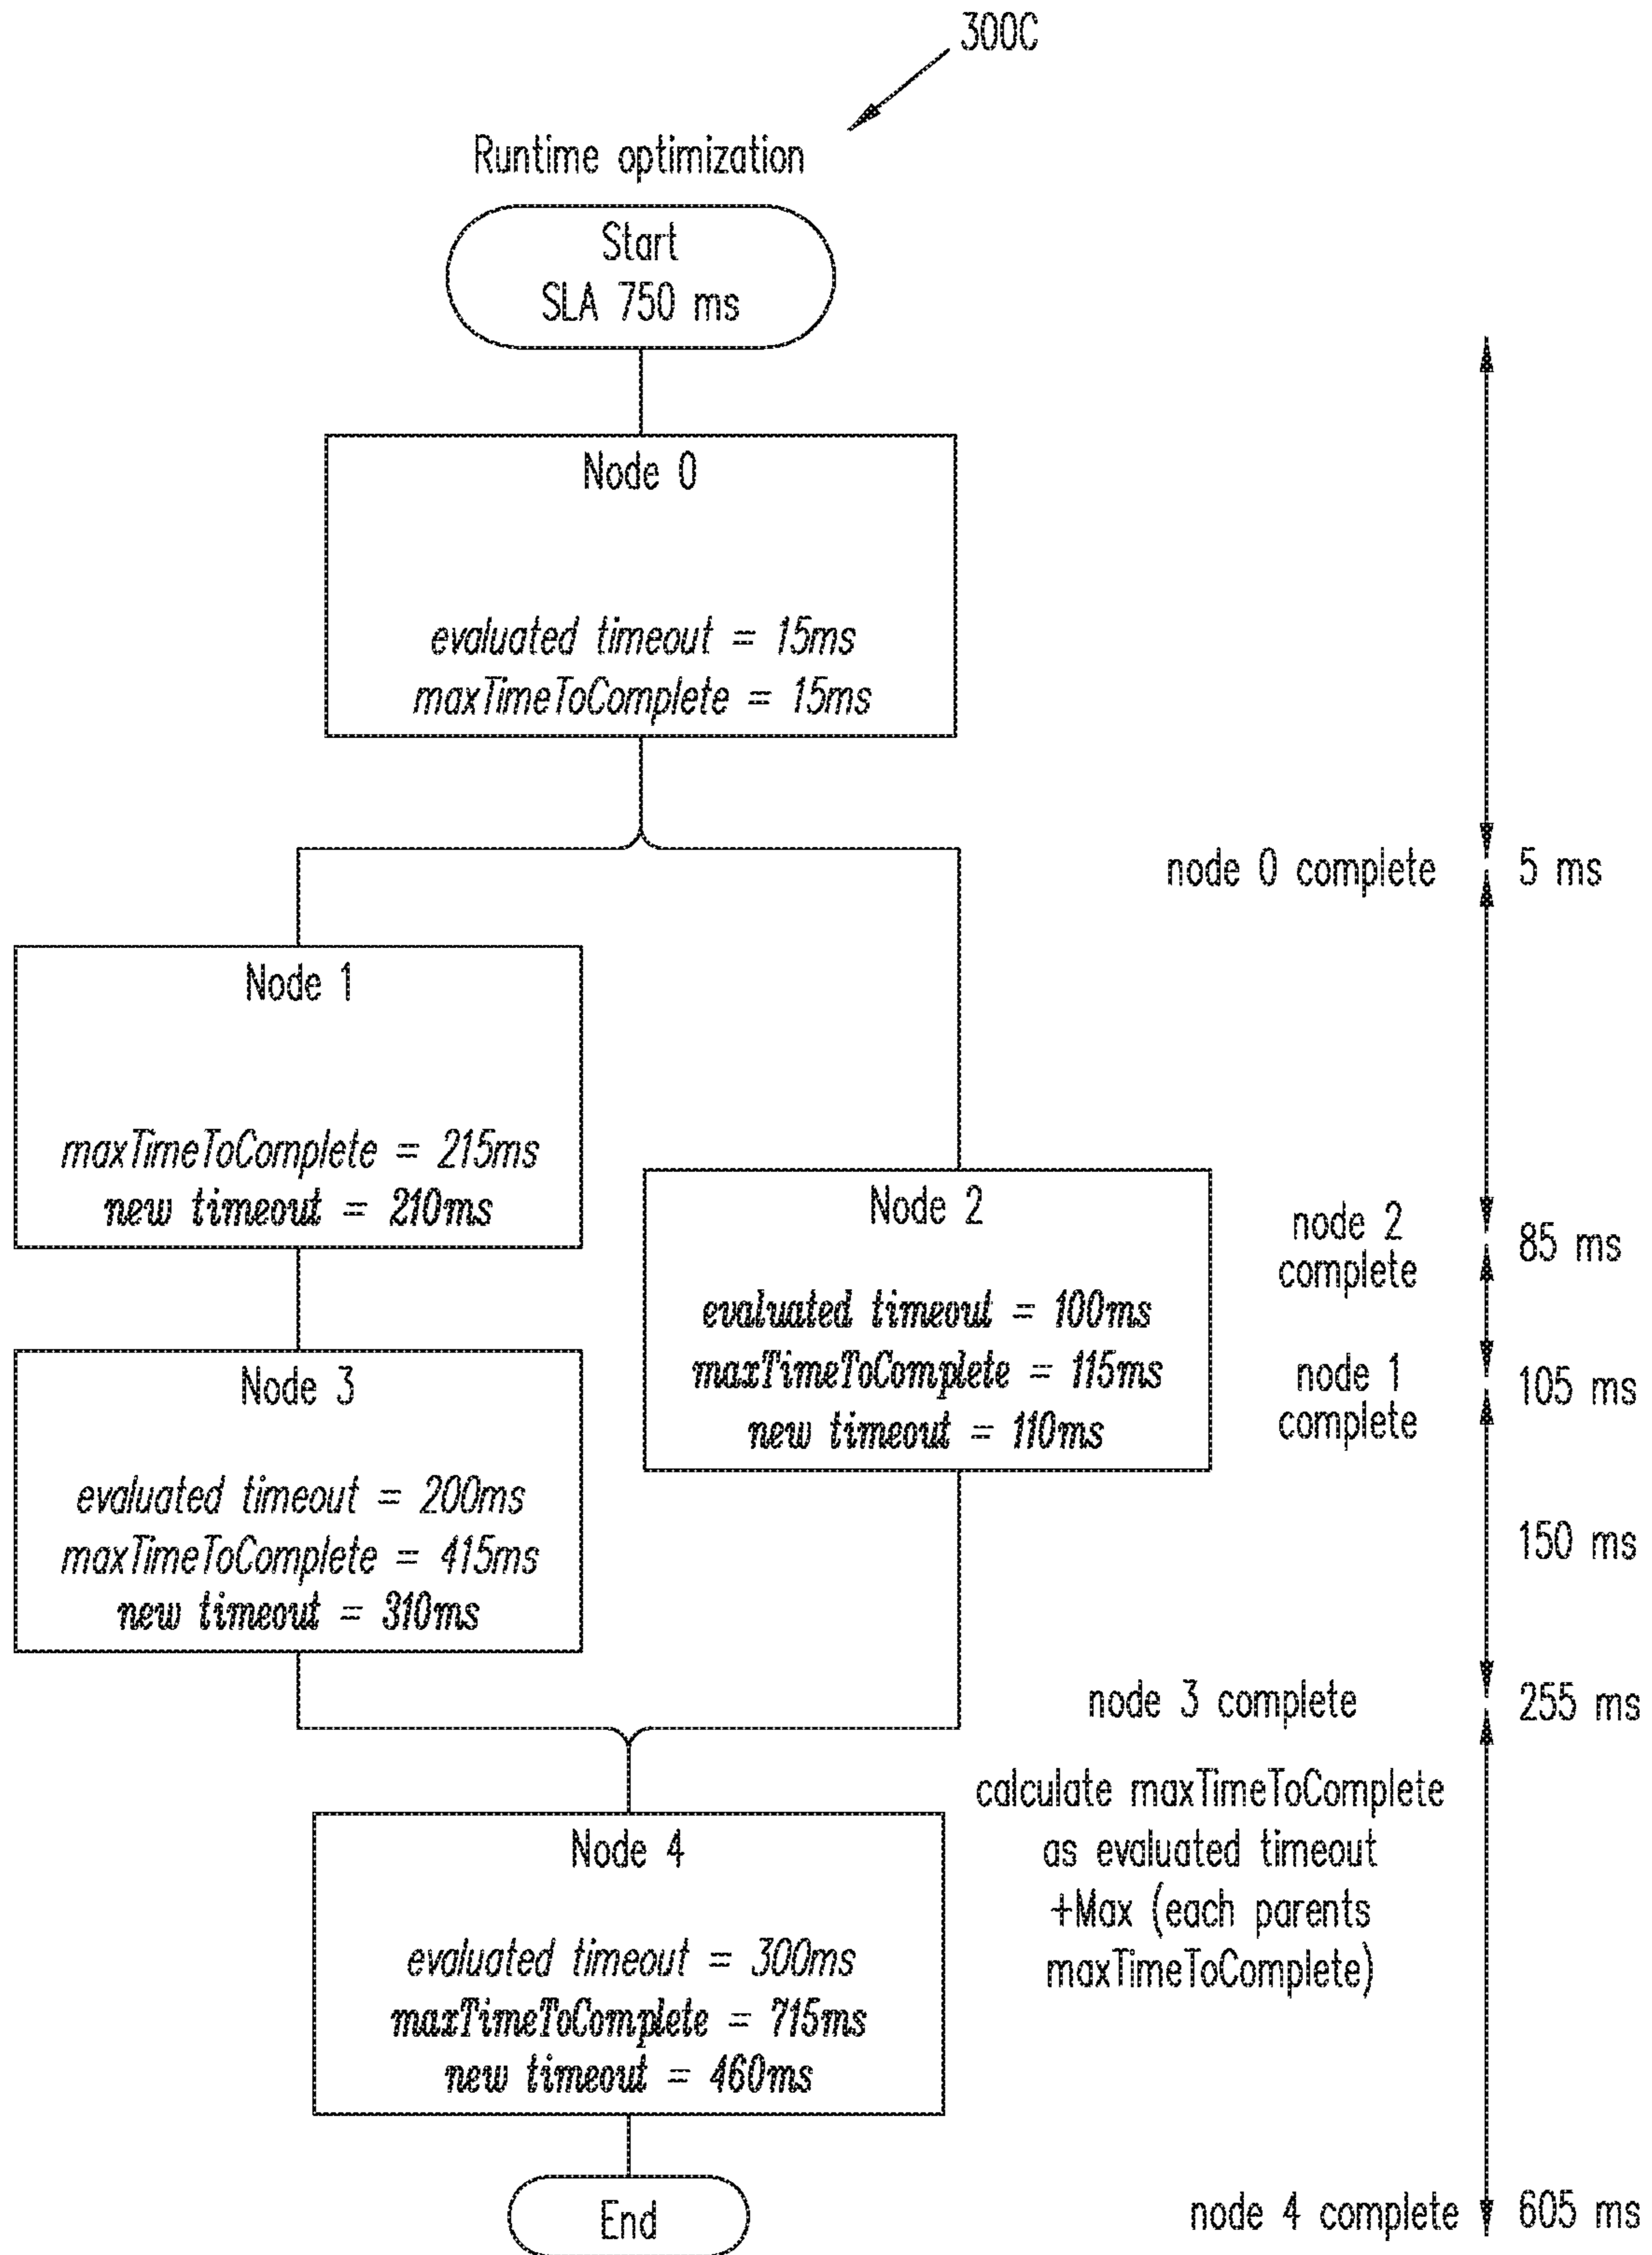 300C
Runtime optimization
Start
SLA 750 ms
Node 0
evaluated timeout = 15ms
maxTimeToComplete = 15ms
node 0 complete
5 ms
Node 1
maxTimeToComplete = 215ms
new timeout = 210ms
Node 2
evaluated timeout = 100ms
maxTimeToComplete = 115ms
new timeout = 110ms
node 2
complete
85 ms
node 1
complete
105 ms
Node 3
evaluated timeout = 200ms
maxTimeToComplete = 415ms
new timeout = 310ms
150 ms
node 3 complete
255 ms
calculate maxTimeToComplete
as evaluated timeout
+Max (each parents
maxTimeToComplete)
Node 4
evaluated timeout = 300ms
maxTimeToComplete = 715ms
new timeout = 460ms
End
node 4 complete
605 ms